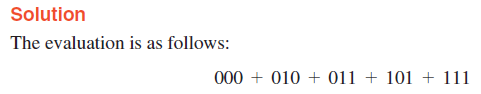 Solution
The evaluation is as follows:
000 + 010 + 011 + 101 + 111